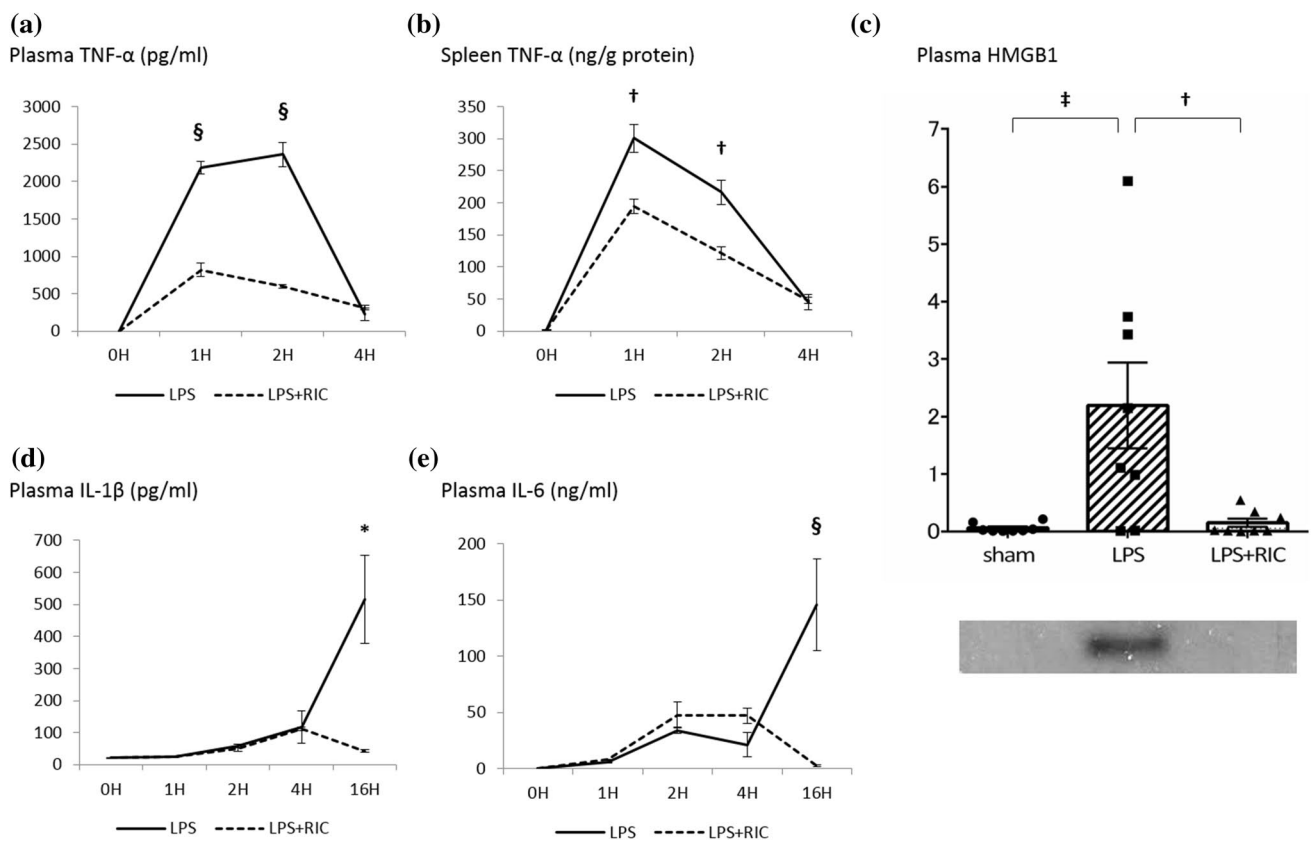 (a)
Plasma TNF-α (pg/ml)
§
§
3000
2500
2000
1500
1000
500
0
0H 1H 2H 4H
LPS LPS+RIC
(b)
Spleen TNF-α (ng/g protein)
†
†
350
300
250
200
150
100
50
0
0H 1H 2H 4H
LPS LPS+RIC
(c)
Plasma HMGB1
‡ †
7
6
5
4
3
2
1
0
sham LPS LPS+RIC
(d)
Plasma IL-1β (pg/ml)
*
700
600
500
400
300
200
100
0
0H 1H 2H 4H 16H
LPS LPS+RIC
(e)
Plasma IL-6 (ng/ml)
§
200
150
100
50
0
0H 1H 2H 4H 16H
LPS LPS+RIC